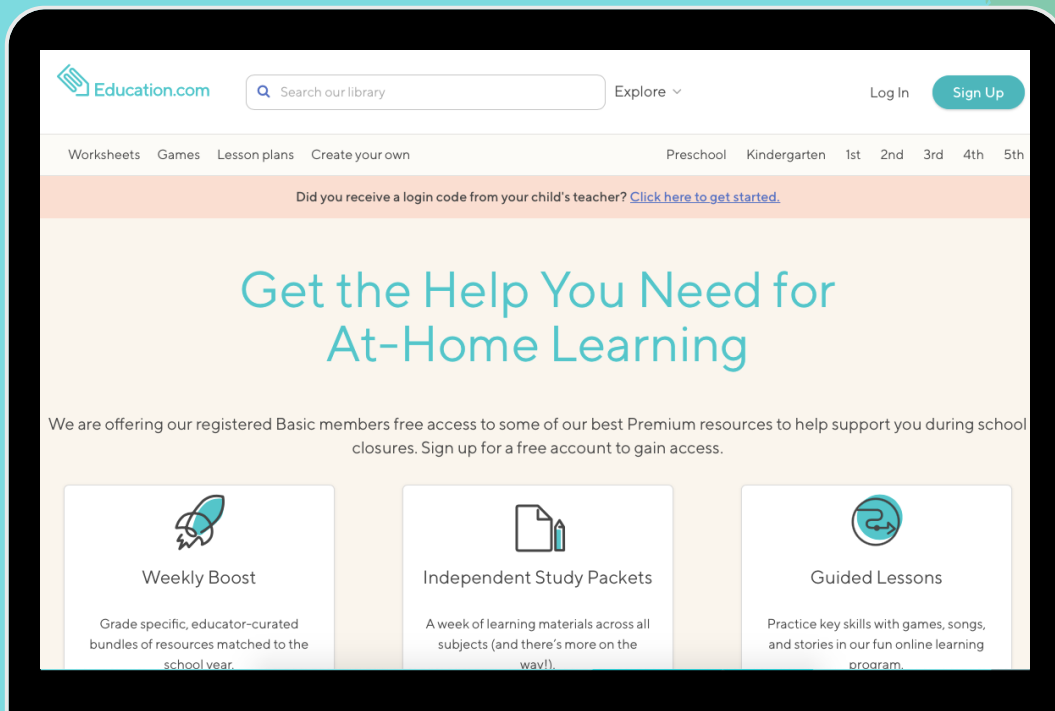 Education.com
Search our library
Explore
Log In
Sign Up
Worksheets
Games
Lesson plans
Create your own
Preschool
Kindergarten
1st
2nd
3rd
4th
5th
Did you receive a login code from your child's teacher? Click here to get started.
Get the Help You Need for
At-Home Learning
We are offering our registered Basic members free access to some of our best Premium resources to help support you during school
closures. Sign up for a free account to gain access.
Weekly Boost
Grade specific, educator-curated
bundles of resources matched to the
school year.
Independent Study Packets
A week of learning materials across all
subjects (and there's more on the
way!).
Guided Lessons
Practice key skills with games, songs,
and stories in our fun online learning
program.